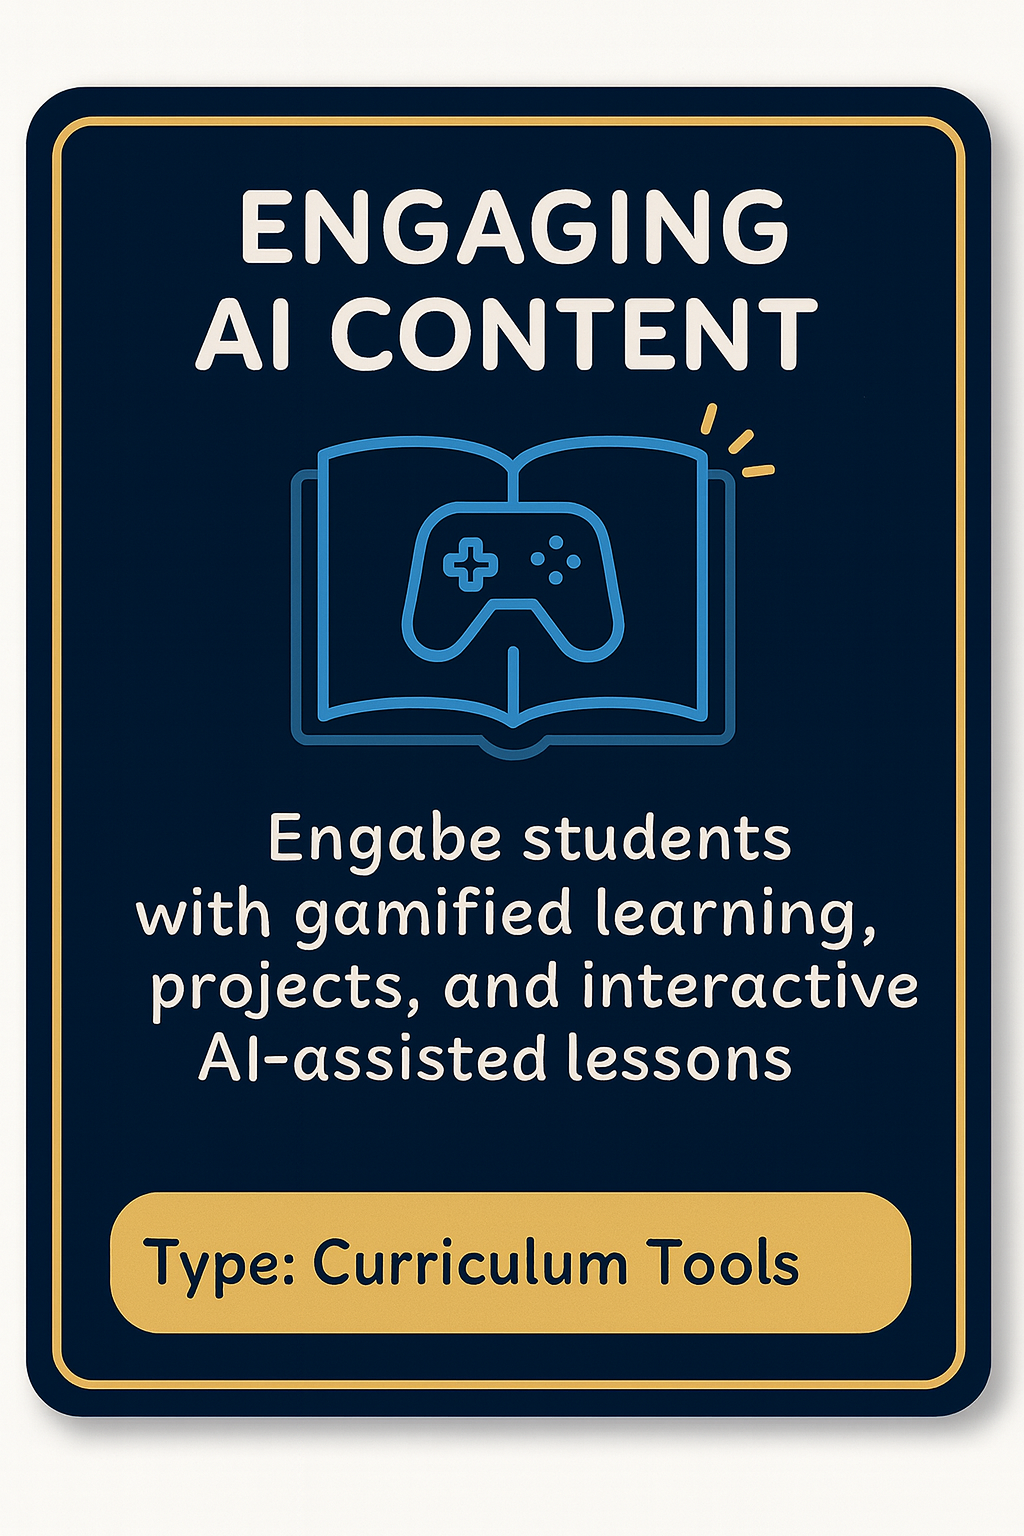 ENGAGING
AI CONTENT
Engabe students
with gamified learning,
projects, and interactive
AI-assisted lessons
Type: Curriculum Tools